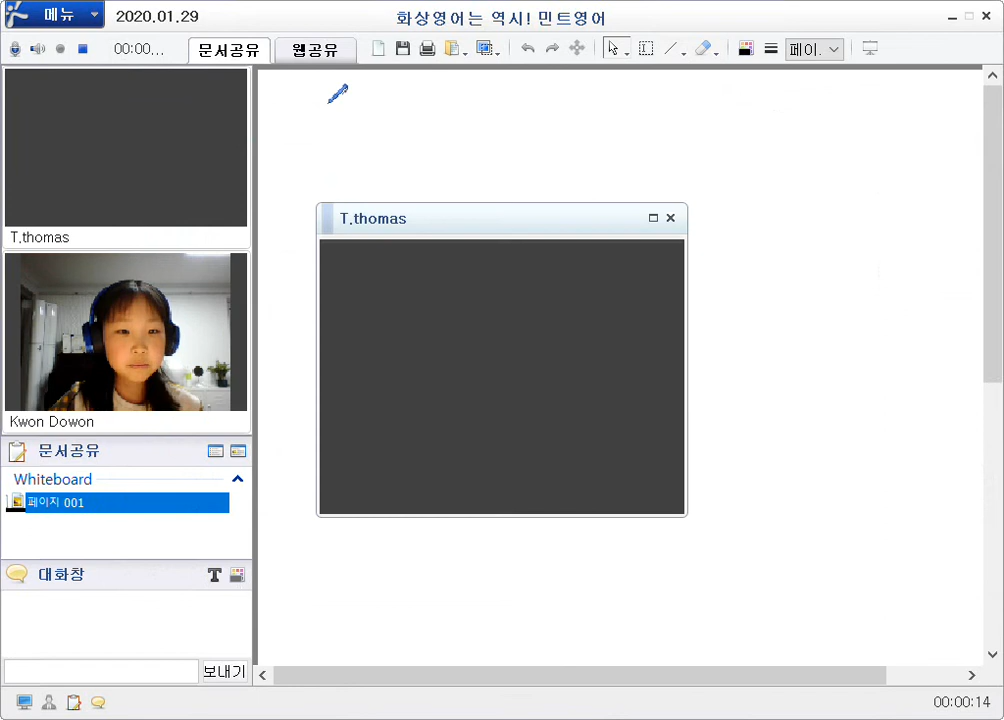 메뉴 2020.01.29 화상영어는 역시! 민트영어
00:00... 문서공유 웹공유 페이.
T.thomas
T.thomas
Kwon Dowon
문서공유
Whiteboard
페이지 001
대화창
보내기
00:00:14